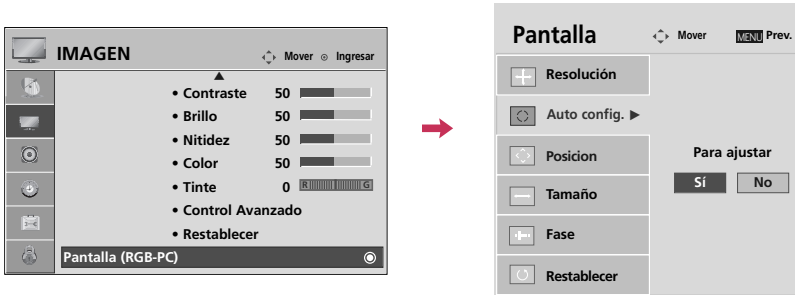 IMAGEN
Mover Ingresar
• Contraste 50
• Brillo 50
• Nitidez 50
• Color 50
• Tinte 0 R G
• Control Avanzado
• Restablecer
Pantalla (RGB-PC)
Pantalla
Mover MENU Prev.
Resolución
Auto config. ►
Posicion
Tamaño
Fase
Restablecer
Para ajustar
Sí No